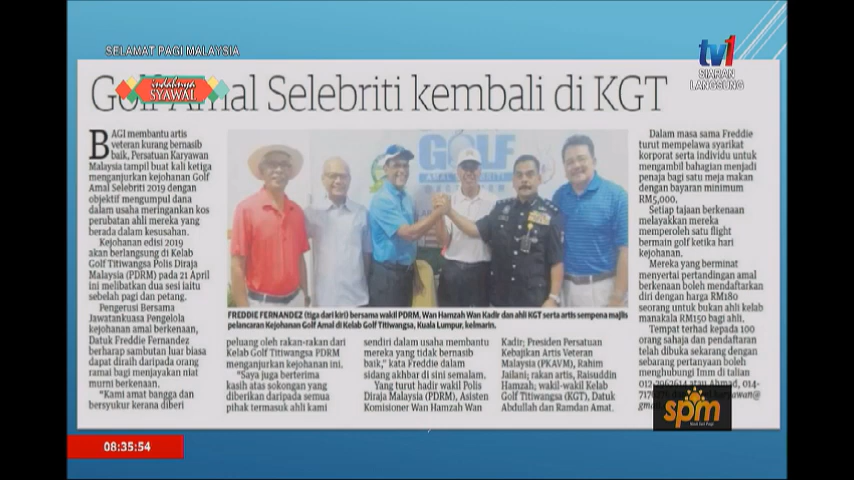 SELAMAT PAGI MALAYSIA
tv1
SIARAN
LANGSUNG
indahnya
SYAWAL
Golf Amal Selebriti kembali di KGT
BAGI membantu artis
veteran kurang bernasib
baik, Persatuan Karyawan
Malaysia tampil buat kali ketiga
menganjurkan kejohanan Golf
Amal Selebriti 2019 dengan
objektif mengumpul dana
dalam usaha meringankan kos
perubatan ahli mereka yang
berada dalam kesusahan.
Kejohanan edisi 2019
akan berlangsung di Kelab
Golf Titiwangsa Polis Diraja
Malaysia (PDRM) pada 21 April
ini melibatkan dua sesi iaitu
sebelah pagi dan petang.
Pengerusi Bersama
Jawatankuasa Pengelola
kejohanan amal berkenaan,
Datuk Freddie Fernandez
berharap sambutan luar biasa
dapat diraih daripada orang
ramai bagi menjayakan niat
murni berkenaan.
"Kami amat bangga dan
bersyukur kerana diberi
GOLF
AMAL SELEBRITI
FREDDIE FERNANDEZ (tiga dari kiri) bersama wakil PDRM, Wan Hamzah Wan Kadir dan ahli KGT serta artis sempena majlis
pelancaran Kejohanan Golf Amal di Kelab Golf Titiwangsa, Kuala Lumpur, kelmarin.
peluang oleh rakan-rakan dari
Kelab Golf Titiwangsa PDRM
menganjurkan kejohanan ini.
"Saya juga berterima
kasih atas sokongan yang
diberikan daripada semua
pihak termasuk ahli kami
sendiri dalam usaha membantu
mereka yang tidak bernasib
baik," kata Freddie dalam
sidang akhbar di sini semalam.
Yang turut hadir wakil Polis
Diraja Malaysia (PDRM), Asisten
Komisioner Wan Hamzah Wan
Kadir; Presiden Persatuan
Kebajikan Artis Veteran
Malaysia (PKAVM), Rahim
Jailani; rakan artis, Raisuddin
Hamzah; wakil-wakil Kelab
Golf Titiwangsa (KGT), Datuk
Abdullah dan Ramdan Amat.
Dalam masa sama Freddie
turut mempelawa syarikat
korporat serta individu untuk
mengambil bahagian menjadi
penaja bagi satu meja makan
dengan bayaran minimum
RM5,000.
Setiap tajaan berkenaan
melayakkan mereka
memperoleh satu flight
bermain golf ketika hari
kejohanan.
Mereka yang berminat
menyertai pertandingan amal
berkenaan boleh mendaftarkan
diri dengan harga RM180
seorang untuk bukan ahli kelab
manakala RM150 bagi ahli.
Tempat terhad kepada 100
orang sahaja dan pendaftaran
telah dibuka sekarang dengan
sebarang pertanyaan boleh
menghubungi Imm di talian
atau Ahmad, 014-
spm
08:35:54